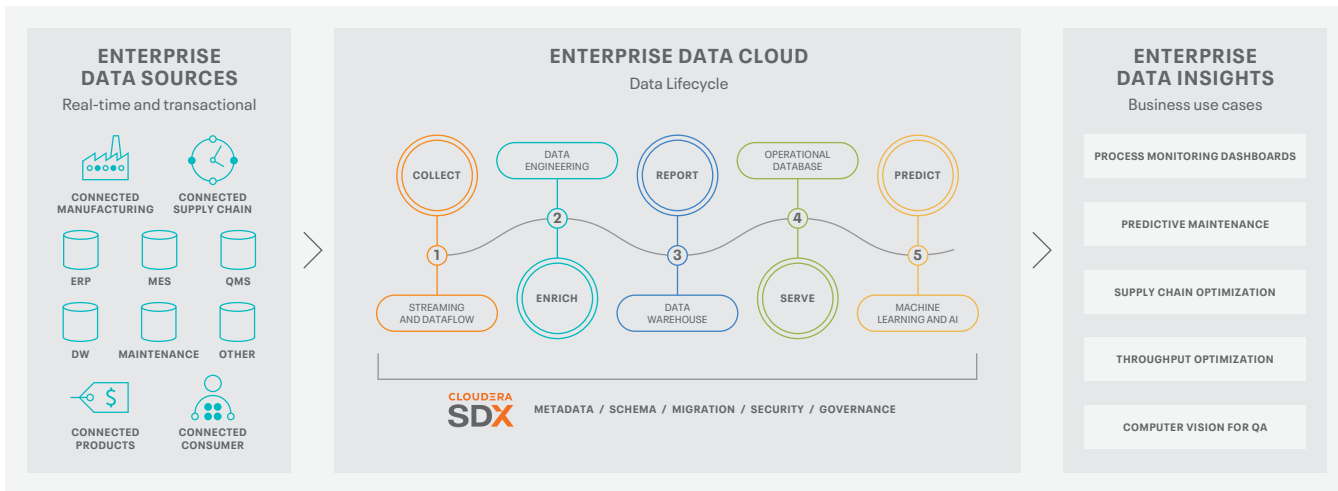 ENTERPRISE
DATA SOURCES
Real-time and transactional
CONNECTED
MANUFACTURING
CONNECTED
SUPPLY CHAIN
ERP
MES
QMS
DW
MAINTENANCE
OTHER
$
CONNECTED
PRODUCTS
CONNECTED
CONSUMER
ENTERPRISE DATA CLOUD
Data Lifecycle
COLLECT
1
STREAMING
AND DATAFLOW
DATA
ENGINEERING
2
ENRICH
REPORT
3
DATA
WAREHOUSE
OPERATIONAL
DATABASE
4
SERVE
PREDICT
5
MACHINE
LEARNING AND AI
CLOUDERA
SDX
METADATA / SCHEMA / MIGRATION / SECURITY / GOVERNANCE
ENTERPRISE
DATA INSIGHTS
Business use cases
PROCESS MONITORING DASHBOARDS
PREDICTIVE MAINTENANCE
SUPPLY CHAIN OPTIMIZATION
THROUGHPUT OPTIMIZATION
COMPUTER VISION FOR QA